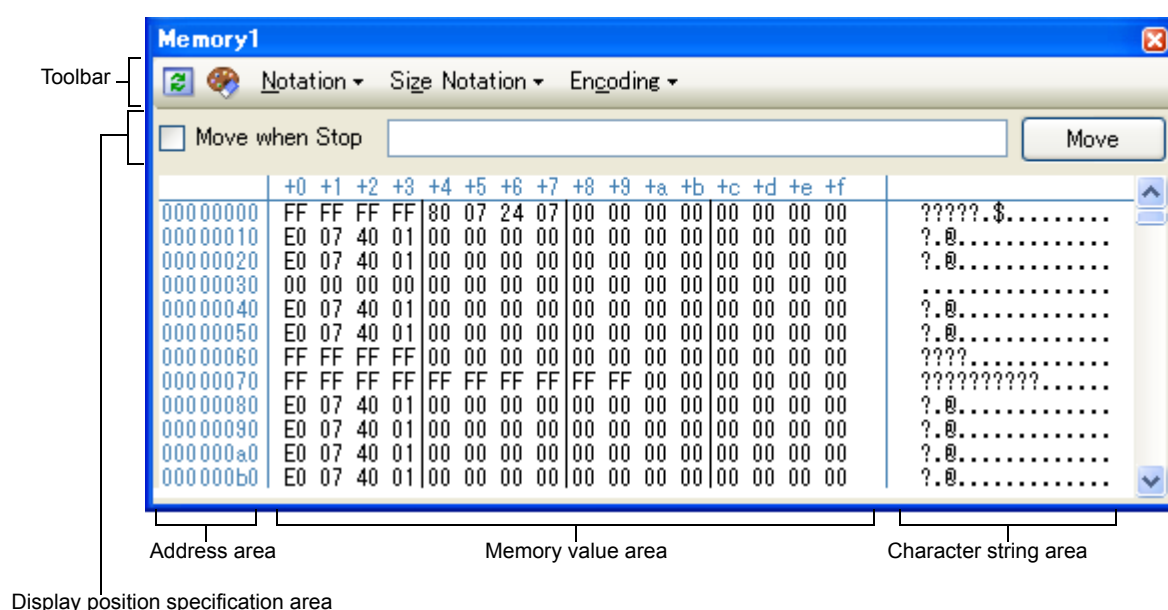 Memory1
Toolbar
Notation Size Notation Encoding
Move when Stop Move
+0 +1 +2 +3 +4 +5 +6 +7 +8 +9 +a +b +c +d +e +f
00000000 FF FF FF FF 80 07 24 07 00 00 00 00 00 00 00 00 ?????.$.........
00000010 E0 07 40 01 00 00 00 00 00 00 00 00 00 00 00 00 ?.@.............
00000020 E0 07 40 01 00 00 00 00 00 00 00 00 00 00 00 00 ?.@.............
00000030 00 00 00 00 00 00 00 00 00 00 00 00 00 00 00 00 ................
00000040 E0 07 40 01 00 00 00 00 00 00 00 00 00 00 00 00 ?.@.............
00000050 E0 07 40 01 00 00 00 00 00 00 00 00 00 00 00 00 ?.@.............
00000060 FF FF FF FF 00 00 00 00 00 00 00 00 00 00 00 00 ????............
00000070 FF FF FF FF FF FF FF FF FF FF 00 00 00 00 00 00 ??????????......
00000080 E0 07 40 01 00 00 00 00 00 00 00 00 00 00 00 00 ?.@.............
00000090 E0 07 40 01 00 00 00 00 00 00 00 00 00 00 00 00 ?.@.............
000000a0 E0 07 40 01 00 00 00 00 00 00 00 00 00 00 00 00 ?.@.............
000000b0 E0 07 40 01 00 00 00 00 00 00 00 00 00 00 00 00 ?.@.............
Address area Memory value area Character string area
Display position specification area